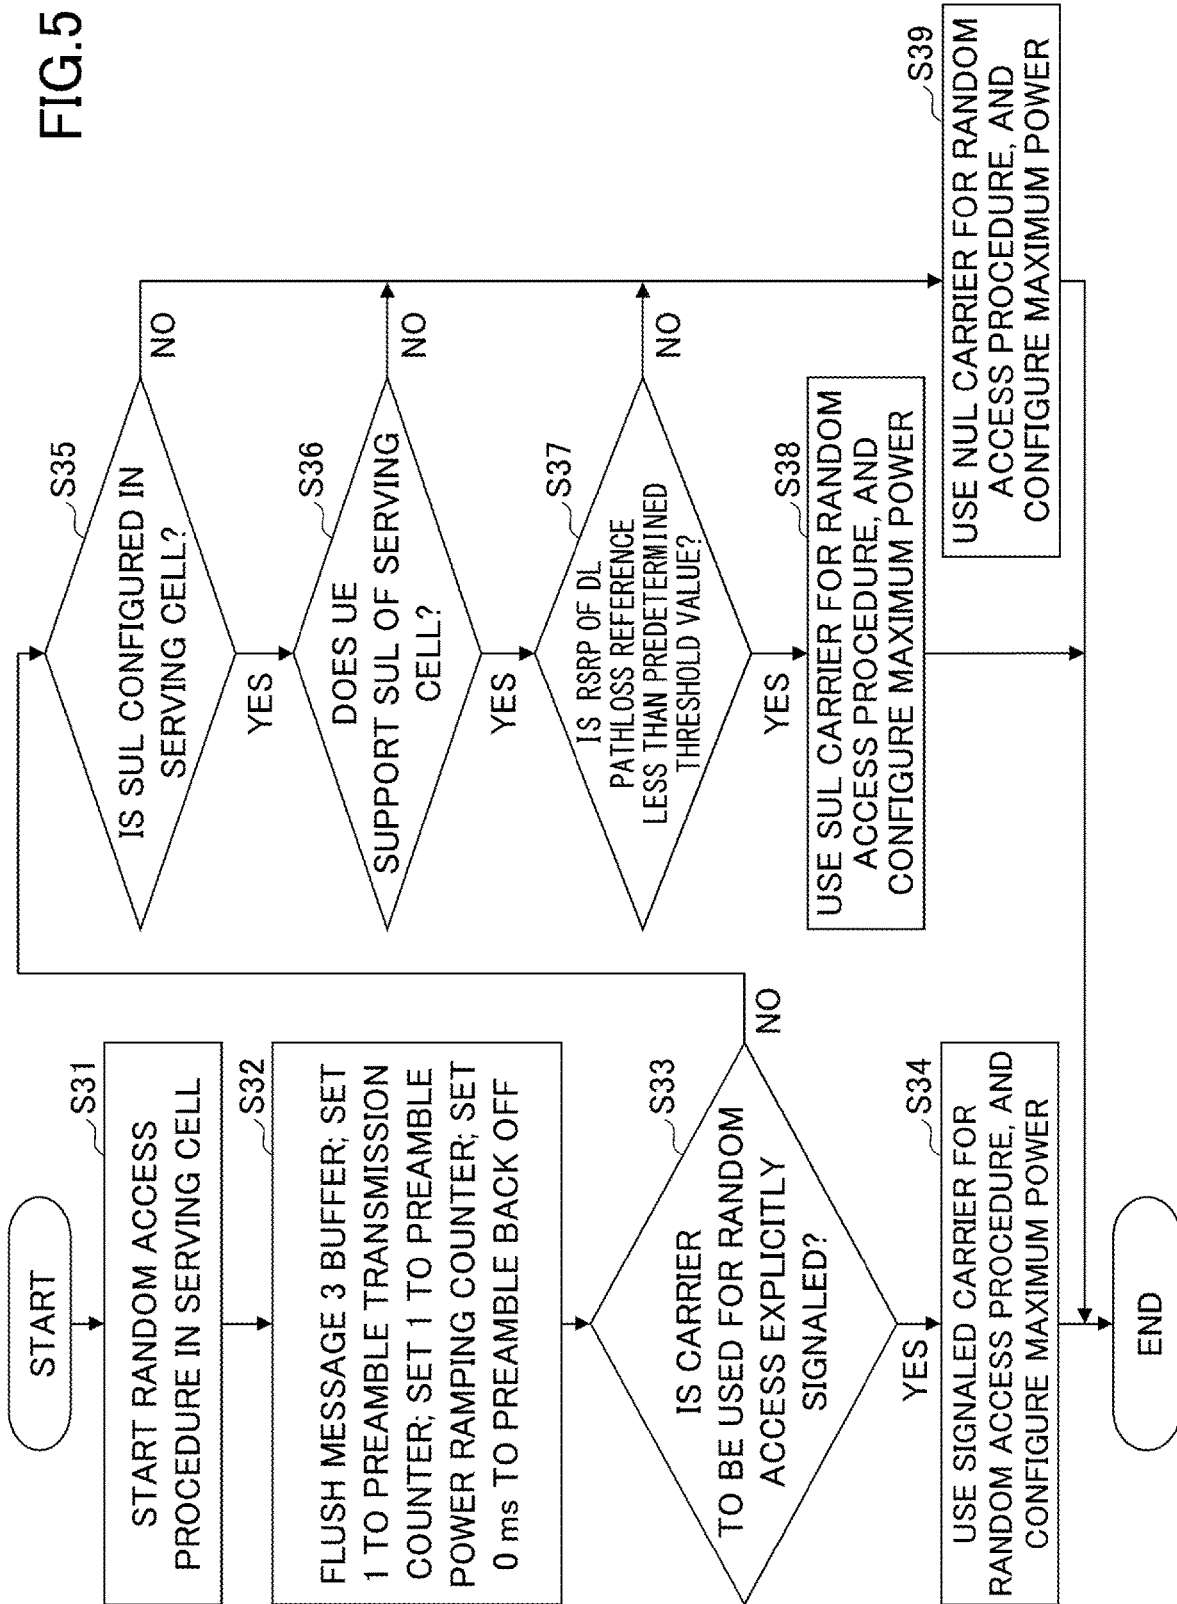 FIG.5
START
S31
START RANDOM ACCESS
PROCEDURE IN SERVING CELL
S32
FLUSH MESSAGE 3 BUFFER; SET
1 TO PREAMBLE TRANSMISSION
COUNTER; SET 1 TO PREAMBLE
POWER RAMPING COUNTER; SET
0 ms TO PREAMBLE BACK OFF
S33
IS CARRIER
TO BE USED FOR RANDOM
ACCESS EXPLICITLY
SIGNALED?
NO
YES
S34
USE SIGNALED CARRIER FOR
RANDOM ACCESS PROCEDURE, AND
CONFIGURE MAXIMUM POWER
END
S35
IS SUL CONFIGURED IN
SERVING CELL?
NO
YES
S36
DOES UE
SUPPORT SUL OF SERVING
CELL?
NO
YES
S37
IS RSRP OF DL
PATHLOSS REFERENCE
LESS THAN PREDETERMINED
THRESHOLD VALUE?
NO
YES
S38
USE SUL CARRIER FOR RANDOM
ACCESS PROCEDURE, AND
CONFIGURE MAXIMUM POWER
S39
USE NUL CARRIER FOR RANDOM
ACCESS PROCEDURE, AND
CONFIGURE MAXIMUM POWER